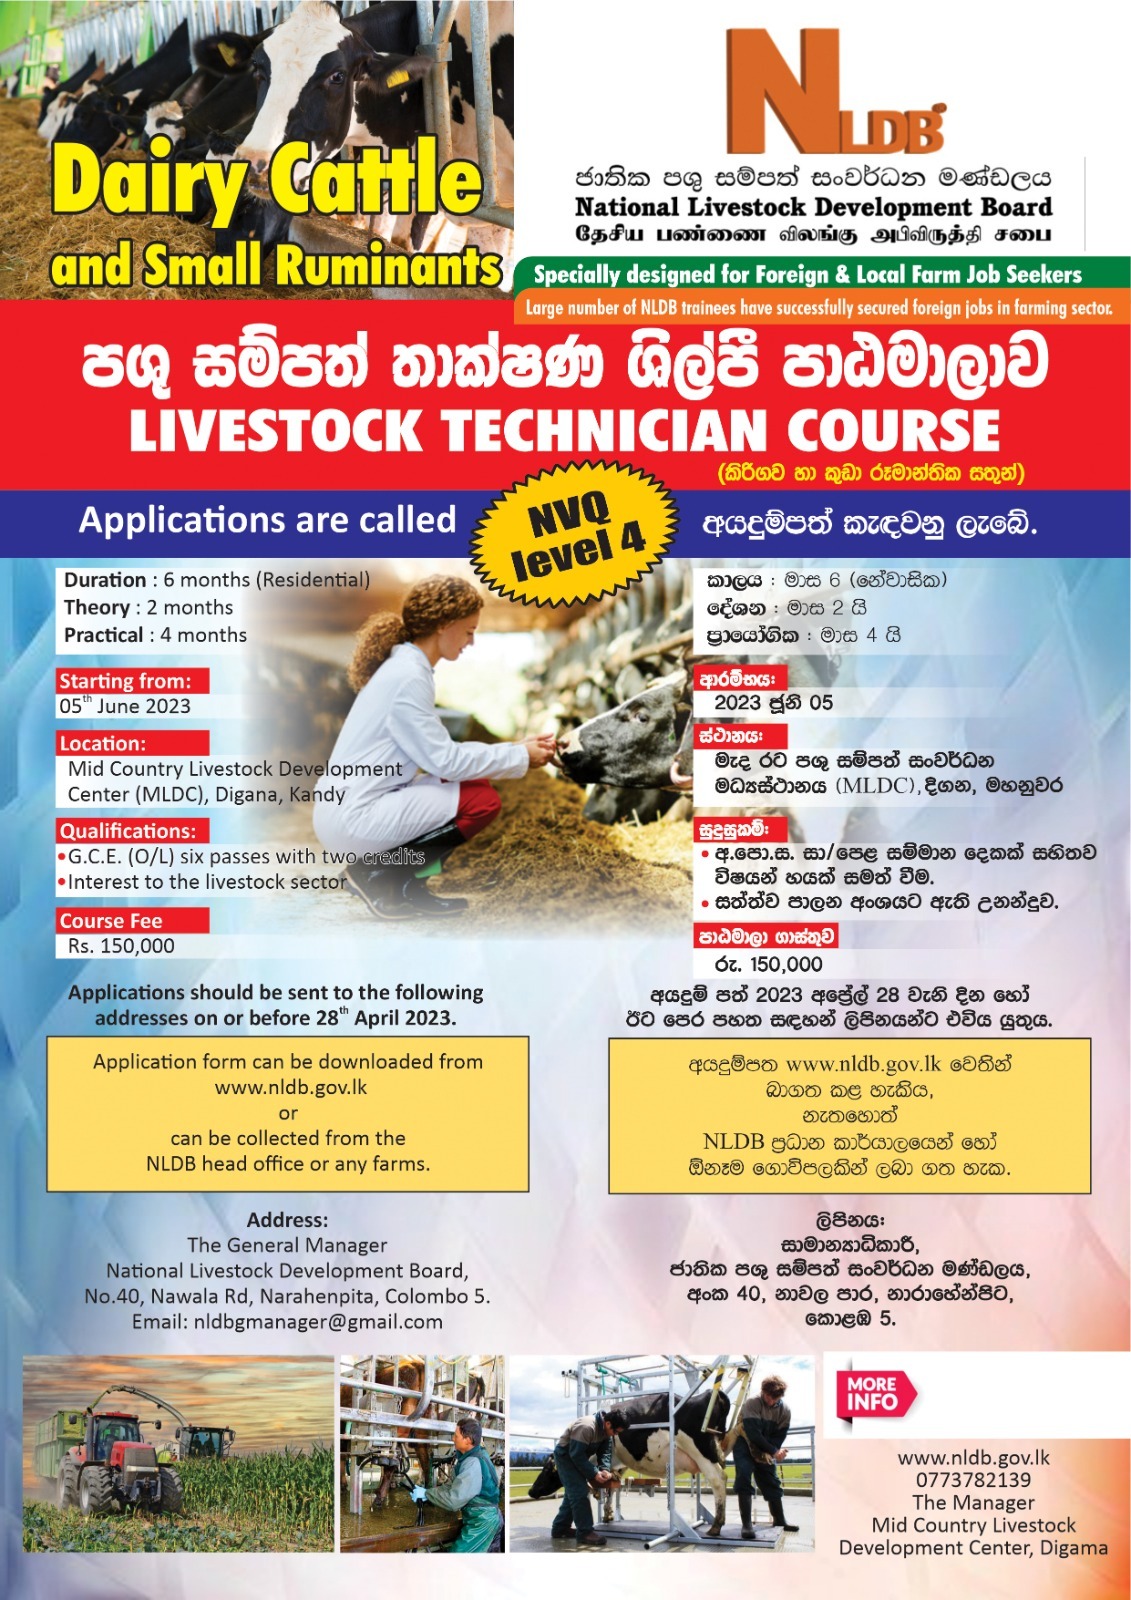 Dairy Cattle
and Small Ruminants
NLDB
ජාතික පශු සම්පත් සංවර්ධන මණ්ඩලය
National Livestock Development Board
தேசிய பண்ணை விலங்கு அபிவிருத்தி சபை
Specially designed for Foreign & Local Farm Job Seekers
Large number of NLDB trainees have successfully secured foreign jobs in farming sector.
පශු සම්පත් තාක්ෂණ ශිල්පී පාඨමාලාව
LIVESTOCK TECHNICIAN COURSE
(කිරිගව හා කුඩා රූමාන්තික සතුන්)
Applications are called
NVQ
level 4
අයදුම්පත් කැඳවනු ලැබේ.
Duration : 6 months (Residential)
Theory : 2 months
Practical : 4 months
Starting from:
05th June 2023
Location:
Mid Country Livestock Development
Center (MLDC), Digana, Kandy
Qualifications:
•G.C.E. (O/L) six passes with two credits
•Interest to the livestock sector
Course Fee
Rs. 150,000
කාලය : මාස 6 (නේවාසික)
දේශන : මාස 2 යි
ප්‍රායෝගික : මාස 4 යි
ආරම්භය:
2023 ජූනි 05
ස්ථානය:
මැද රට පශු සම්පත් සංවර්ධන
මධ්‍යස්ථානය (MLDC), දිගන, මහනුවර
සුදුසුකම්:
• අ.පො.ස. සා/පෙළ සම්මාන දෙකක් සහිතව
විෂයන් හයක් සමත් වීම.
• සත්ත්ව පාලන අංශයට ඇති උනන්දුව.
පාඨමාලා ගාස්තුව
රු. 150,000
Applications should be sent to the following
addresses on or before 28th April 2023.
අයදුම් පත් 2023 අප්‍රේල් 28 වැනි දින හෝ
ඊට පෙර පහත සඳහන් ලිපිනයන්ට එවිය යුතුය.
Application form can be downloaded from
www.nldb.gov.lk
or
can be collected from the
NLDB head office or any farms.
අයදුම්පත www.nldb.gov.lk වෙතින්
බාගත කළ හැකිය,
නැතහොත්
NLDB ප්‍රධාන කාර්යාලයෙන් හෝ
ඕනෑම ගොවිපලකින් ලබා ගත හැක.
Address:
The General Manager
National Livestock Development Board,
No.40, Nawala Rd, Narahenpita, Colombo 5.
Email: nldbgmanager@gmail.com
ලිපිනය:
සාමාන්‍යාධිකාරී,
ජාතික පශු සම්පත් සංවර්ධන මණ්ඩලය,
අංක 40, නාවල පාර, නාරාහේන්පිට,
කොළඹ 5.
MORE
INFO
www.nldb.gov.lk
0773782139
The Manager
Mid Country Livestock
Development Center, Digama